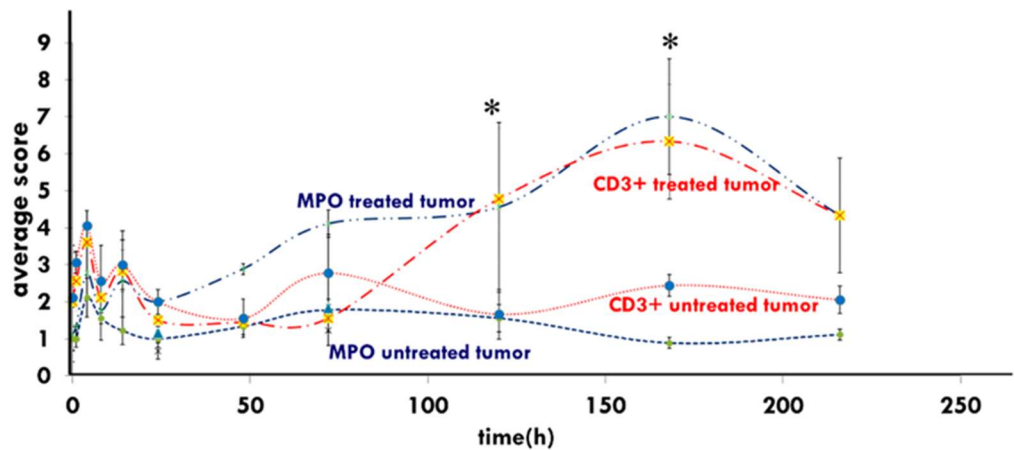 average score
9
8
7
6
5
4
3
2
1
0
*
*
MPO treated tumor
CD3+ treated tumor
CD3+ untreated tumor
MPO untreated tumor
0 50 100 150 200 250
time(h)